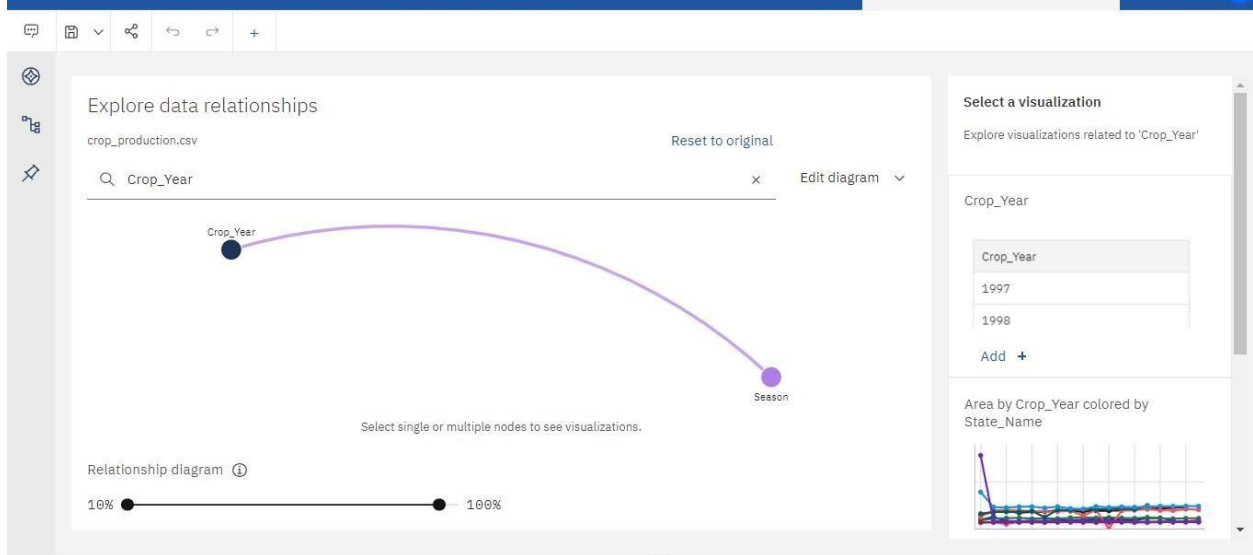 Explore data relationships
crop_production.csv
Reset to original
Crop_Year
Edit diagram
Crop_Year
Season
Select single or multiple nodes to see visualizations.
Relationship diagram
10%
100%
Select a visualization
Explore visualizations related to 'Crop_Year'
Crop_Year
Crop_Year
1997
1998
Add +
Area by Crop_Year colored by
State_Name